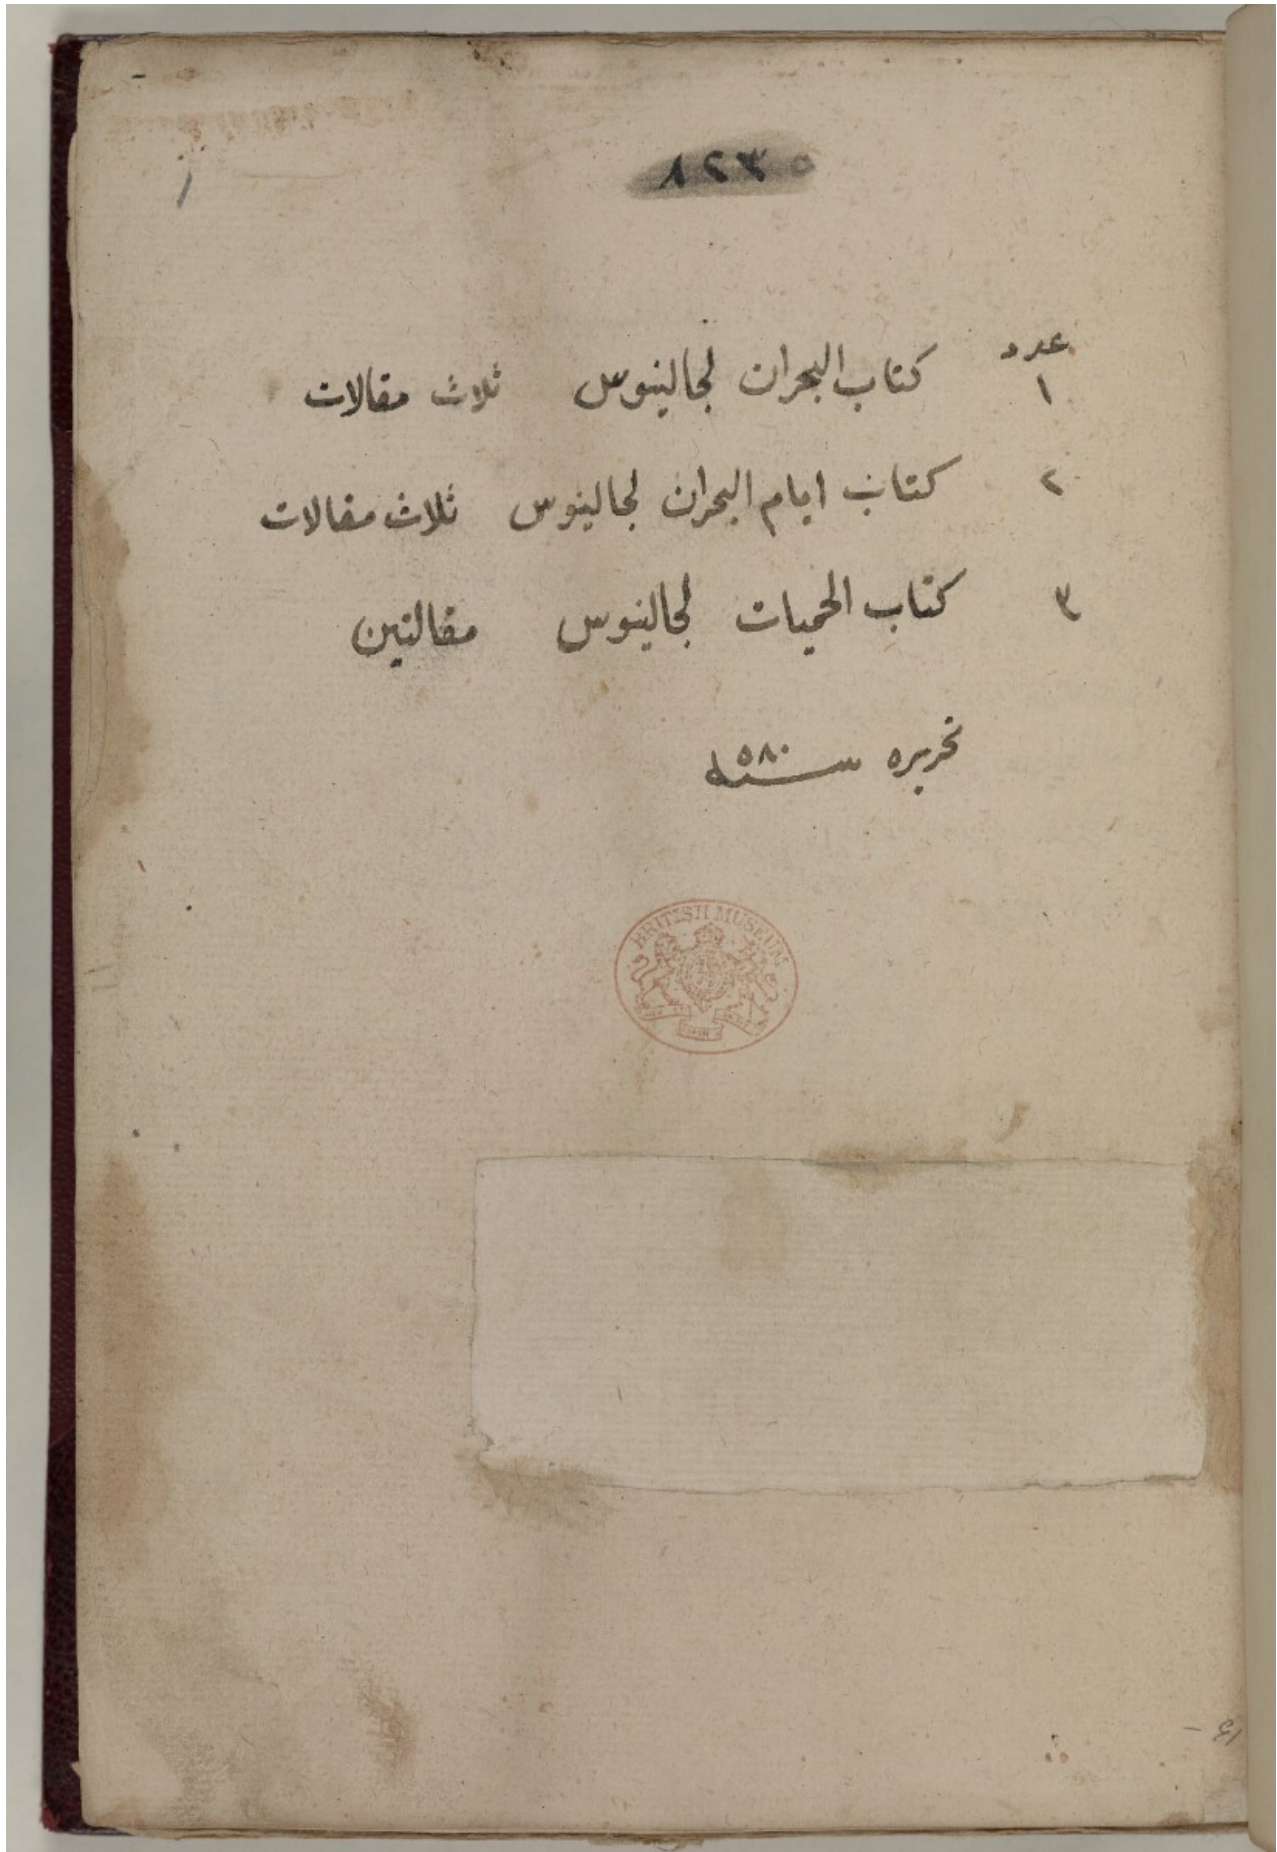 ٨٢٣٥
عدد
١ كتاب البحران لجالينوس ثلاث مقالات
٢ كتاب ايام البحران لجالينوس ثلاث مقالات
٣ كتاب الحميات لجالينوس مقالتين
تحريره سنة ٥٨٠
BRITISH MUSEUM